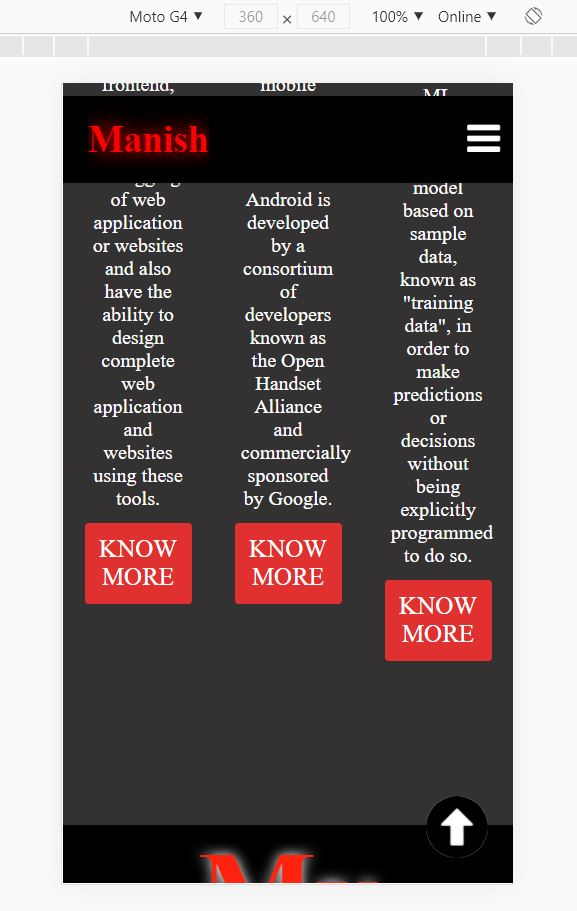 Moto G4 ▼ 360 × 640 100% ▼ Online ▼
frontend,
mobile
Manish
of web
application
or websites
and also
have the
ability to
design
complete
web
application
and
websites
using these
tools.
KNOW
MORE
Android is
developed
by a
consortium
of
developers
known as
the Open
Handset
Alliance
and
commercially
sponsored
by Google.
KNOW
MORE
ML
model
based on
sample
data,
known as
"training
data", in
order to
make
predictions
or
decisions
without
being
explicitly
programmed
to do so.
KNOW
MORE